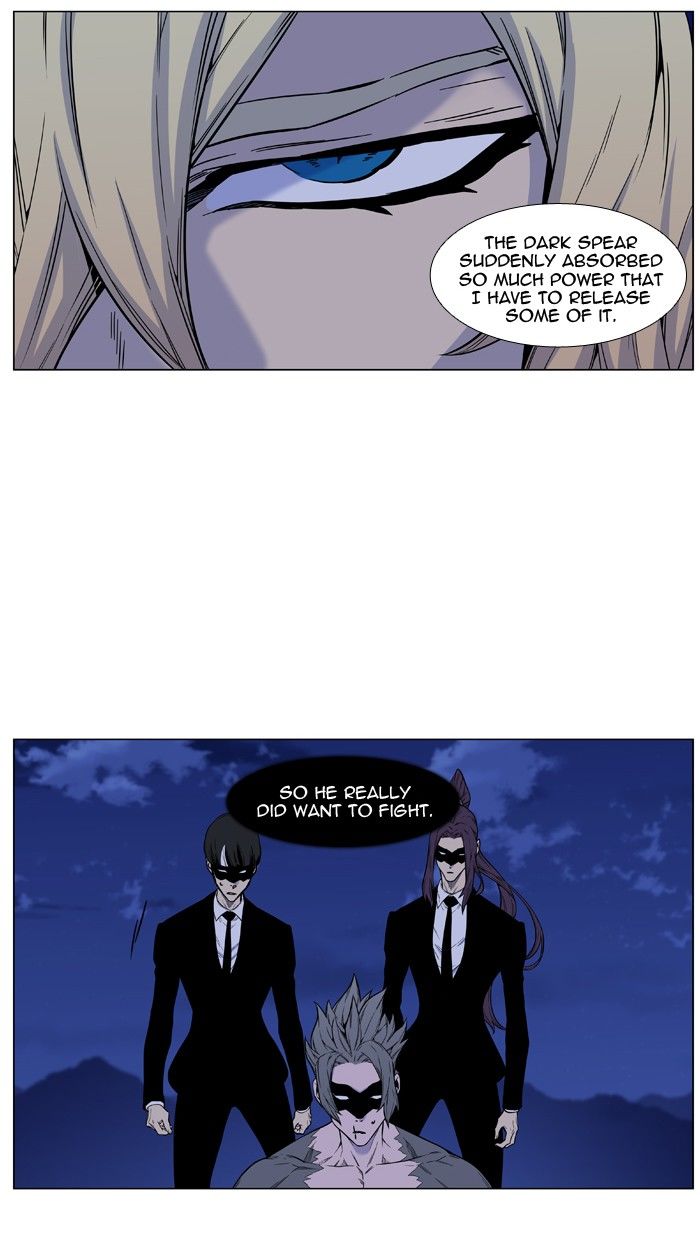 THE DARK SPEAR
SUDDENLY ABSORBED
SO MUCH POWER THAT
I HAVE TO RELEASE
SOME OF IT.
SO HE REALLY
DID WANT TO FIGHT.